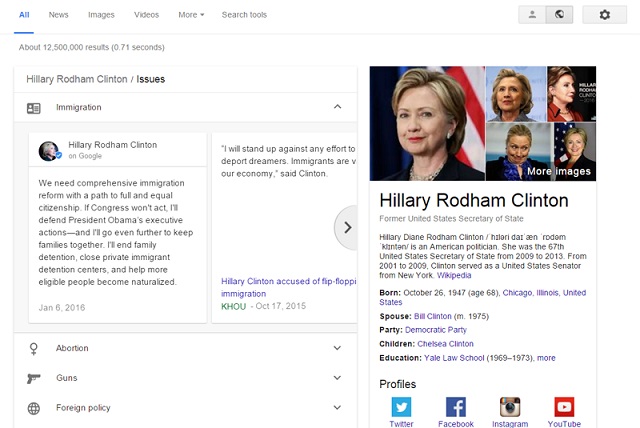 All News Images Videos More Search tools
About 12,500,000 results (0.71 seconds)
Hillary Rodham Clinton / Issues
Immigration
Hillary Rodham Clinton
on Google
We need comprehensive immigration
reform with a path to full and equal
citizenship. If Congress won't act, I'll
defend President Obama's executive
actions—and I'll go even further to keep
families together. I'll end family
detention, close private immigrant
detention centers, and help more
eligible people become naturalized.
Jan 6, 2016
"I will stand up against any effort to
deport dreamers. Immigrants are v
our economy," said Clinton.
Hillary Clinton accused of flip-floppi
immigration
KHOU - Oct 17, 2015
Abortion
Guns
Foreign policy
HILLARY
RODHAM
CLINTON
More images
Hillary Rodham Clinton
Former United States Secretary of State
Hillary Diane Rodham Clinton /ˈhɪləri daɪˈæn ˈrɒdəm
ˈklɪntən/ is an American politician. She was the 67th
United States Secretary of State from 2009 to 2013. From
2001 to 2009, Clinton served as a United States Senator
from New York. Wikipedia
Born: October 26, 1947 (age 68), Chicago, Illinois, United
States
Spouse: Bill Clinton (m. 1975)
Party: Democratic Party
Children: Chelsea Clinton
Education: Yale Law School (1969–1973), more
Profiles
Twitter Facebook Instagram YouTube